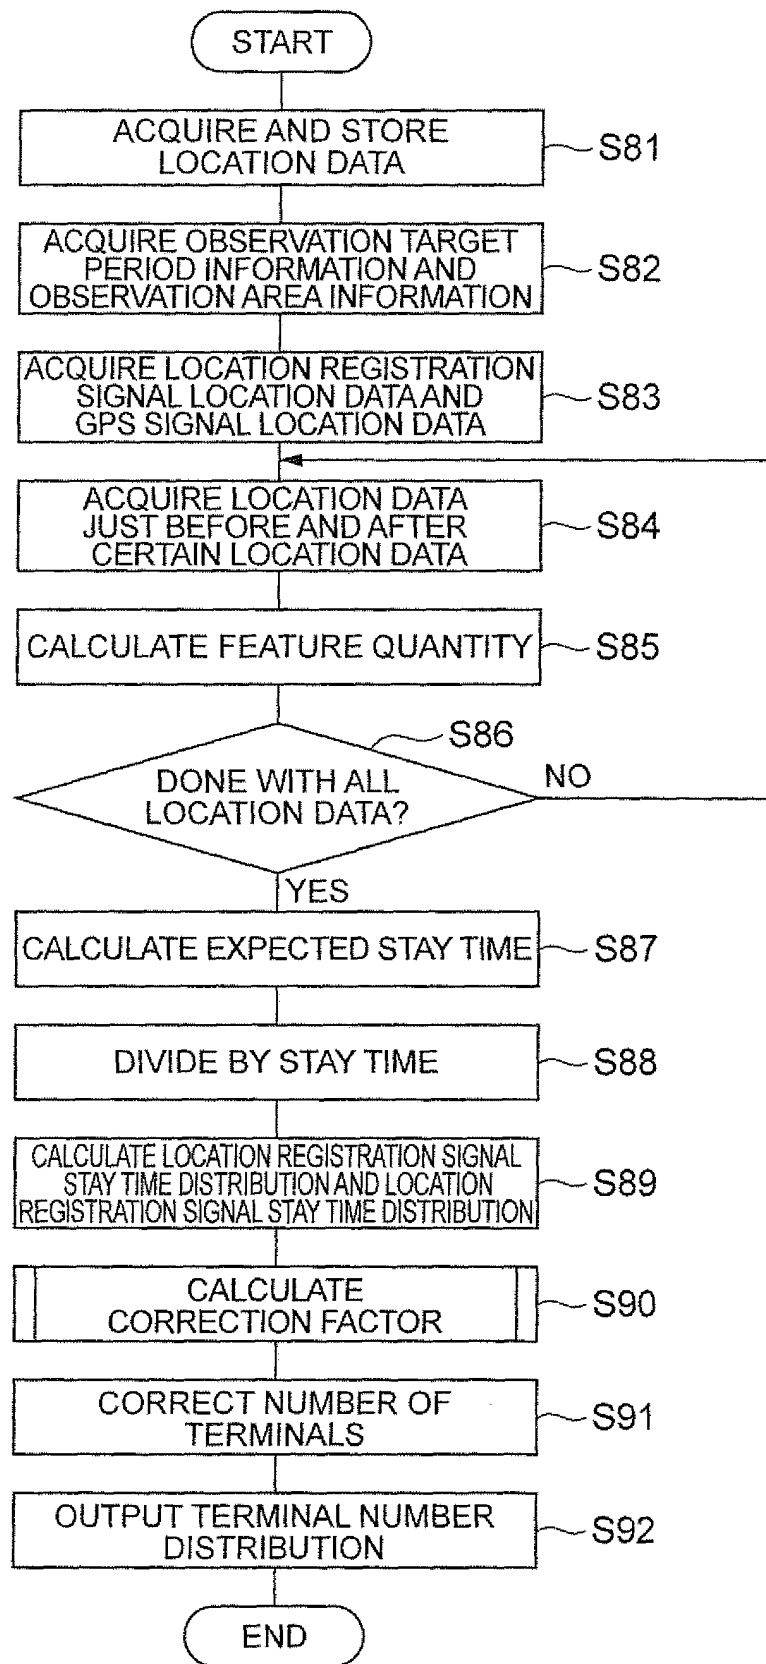 START
ACQUIRE AND STORE
LOCATION DATA
S81
ACQUIRE OBSERVATION TARGET
PERIOD INFORMATION AND
OBSERVATION AREA INFORMATION
S82
ACQUIRE LOCATION REGISTRATION
SIGNAL LOCATION DATA AND
GPS SIGNAL LOCATION DATA
S83
ACQUIRE LOCATION DATA
JUST BEFORE AND AFTER
CERTAIN LOCATION DATA
S84
CALCULATE FEATURE QUANTITY
S85
S86
DONE WITH ALL
LOCATION DATA?
NO
YES
CALCULATE EXPECTED STAY TIME
S87
DIVIDE BY STAY TIME
S88
CALCULATE LOCATION REGISTRATION SIGNAL
STAY TIME DISTRIBUTION AND LOCATION
REGISTRATION SIGNAL STAY TIME DISTRIBUTION
S89
CALCULATE
CORRECTION FACTOR
S90
CORRECT NUMBER OF
TERMINALS
S91
OUTPUT TERMINAL NUMBER
DISTRIBUTION
S92
END